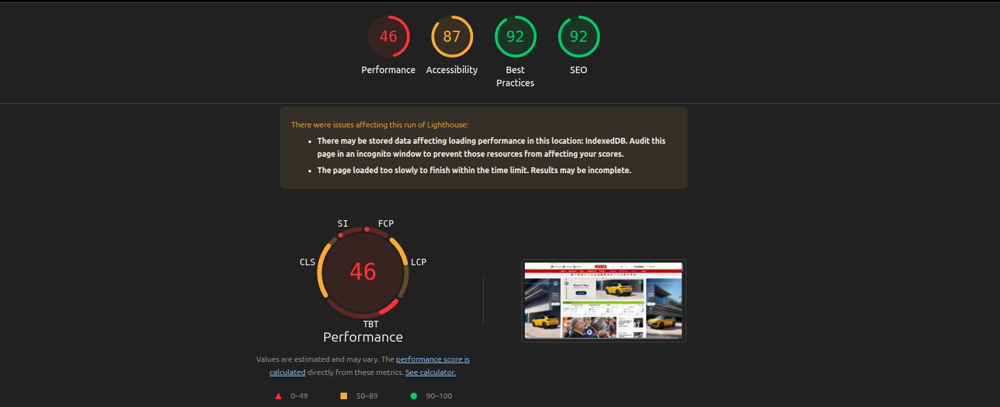 46
87
92
92
Performance
Accessibility
Best
Practices
SEO
There were issues affecting this run of Lighthouse:
There may be stored data affecting loading performance in this location: IndexedDB. Audit this
page in an incognito window to prevent those resources from affecting your scores.
The page loaded too slowly to finish within the time limit. Results may be incomplete.
SI
FCP
CLS
LCP
46
TBT
MARCA
Performance
Values are estimated and may vary. The performance score is
calculated directly from these metrics. See calculator.
0–49
50–89
90–100